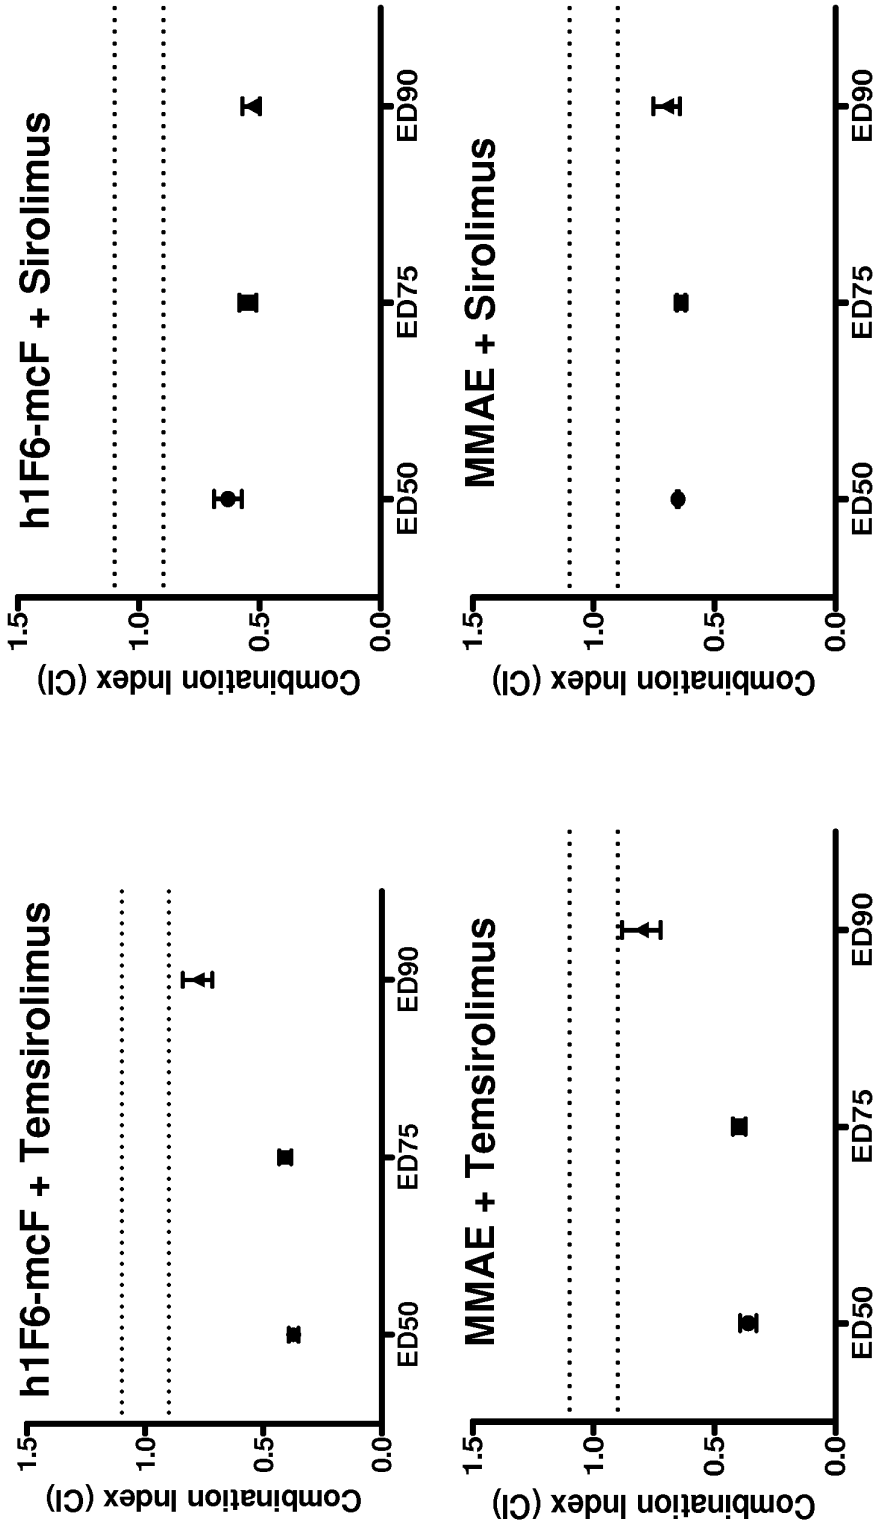 h1F6-mcF + Temsirolimus
Combination Index (CI)
1.5
1.0
0.5
0.0
ED50
ED75
ED90
h1F6-mcF + Sirolimus
Combination Index (CI)
1.5
1.0
0.5
0.0
ED50
ED75
ED90
MMAE + Temsirolimus
Combination Index (CI)
1.5
1.0
0.5
0.0
ED50
ED75
ED90
MMAE + Sirolimus
Combination Index (CI)
1.5
1.0
0.5
0.0
ED50
ED75
ED90